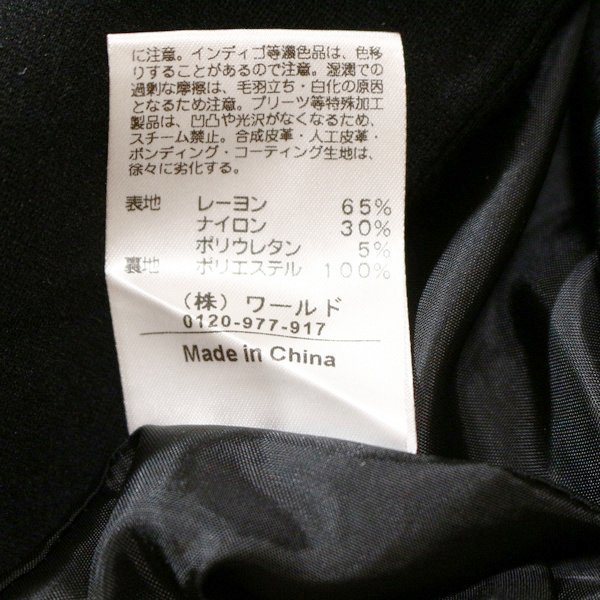 に注意。インディゴ等濃色品は、色移
りすることがあるので注意。湿潤での
過剰な摩擦は、毛羽立ち・白化の原因
となるため注意。プリーツ等特殊加工
製品は、凹凸や光沢がなくなるため、
スチーム禁止。合成皮革・人工皮革・
ボンディング・コーティング生地は、
徐々に劣化する。
表地 レーヨン 65%
ナイロン 30%
ポリウレタン 5%
裏地 ポリエステル 100%
（株）ワールド
0120-977-917
Made in China